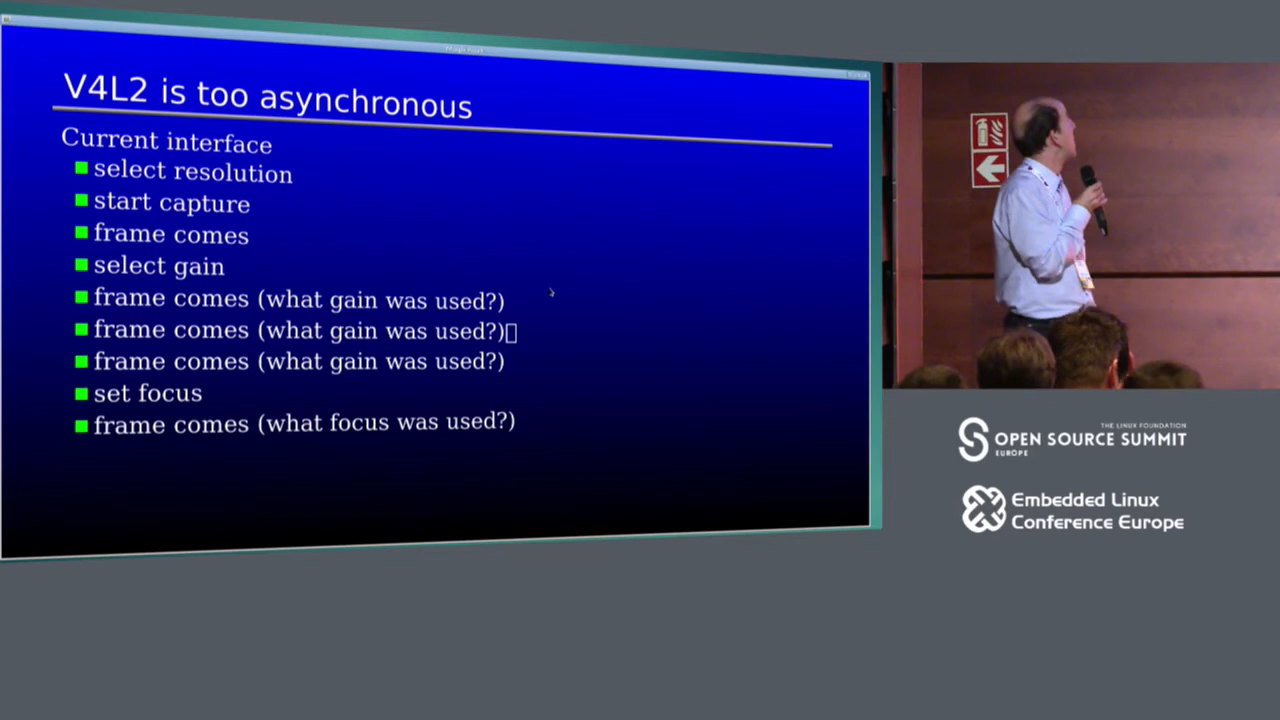 V4L2 is too asynchronous
Current interface
select resolution
start capture
frame comes
select gain
frame comes (what gain was used?)
frame comes (what gain was used?)
frame comes (what gain was used?)
set focus
frame comes (what focus was used?)
THE LINUX FOUNDATION
OPEN SOURCE SUMMIT
EUROPE
Embedded Linux
Conference Europe